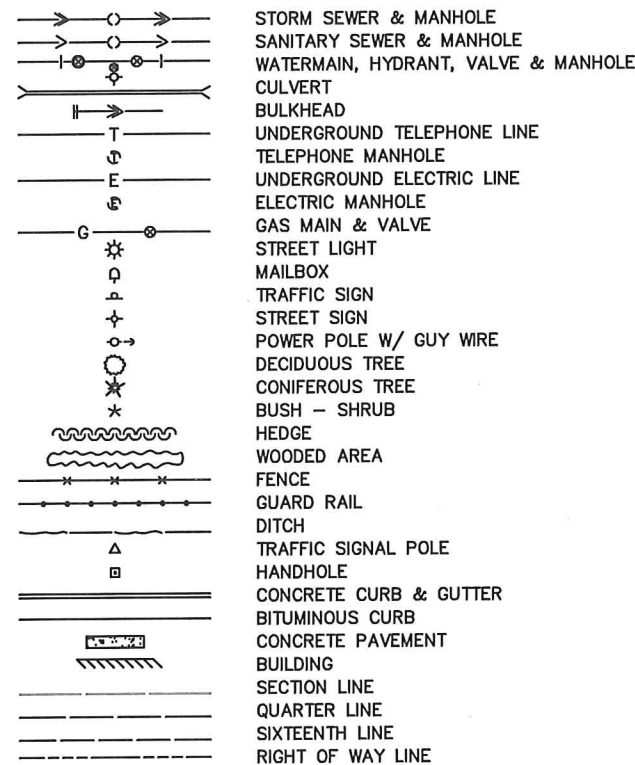 STORM SEWER & MANHOLE
SANITARY SEWER & MANHOLE
WATERMAIN, HYDRANT, VALVE & MANHOLE
CULVERT
BULKHEAD
T UNDERGROUND TELEPHONE LINE
T TELEPHONE MANHOLE
E UNDERGROUND ELECTRIC LINE
E ELECTRIC MANHOLE
G GAS MAIN & VALVE
STREET LIGHT
MAILBOX
TRAFFIC SIGN
STREET SIGN
POWER POLE W/ GUY WIRE
DECIDUOUS TREE
CONIFEROUS TREE
BUSH – SHRUB
HEDGE
WOODED AREA
FENCE
GUARD RAIL
DITCH
TRAFFIC SIGNAL POLE
HANDHOLE
CONCRETE CURB & GUTTER
BITUMINOUS CURB
CONCRETE PAVEMENT
BUILDING
SECTION LINE
QUARTER LINE
SIXTEENTH LINE
RIGHT OF WAY LINE